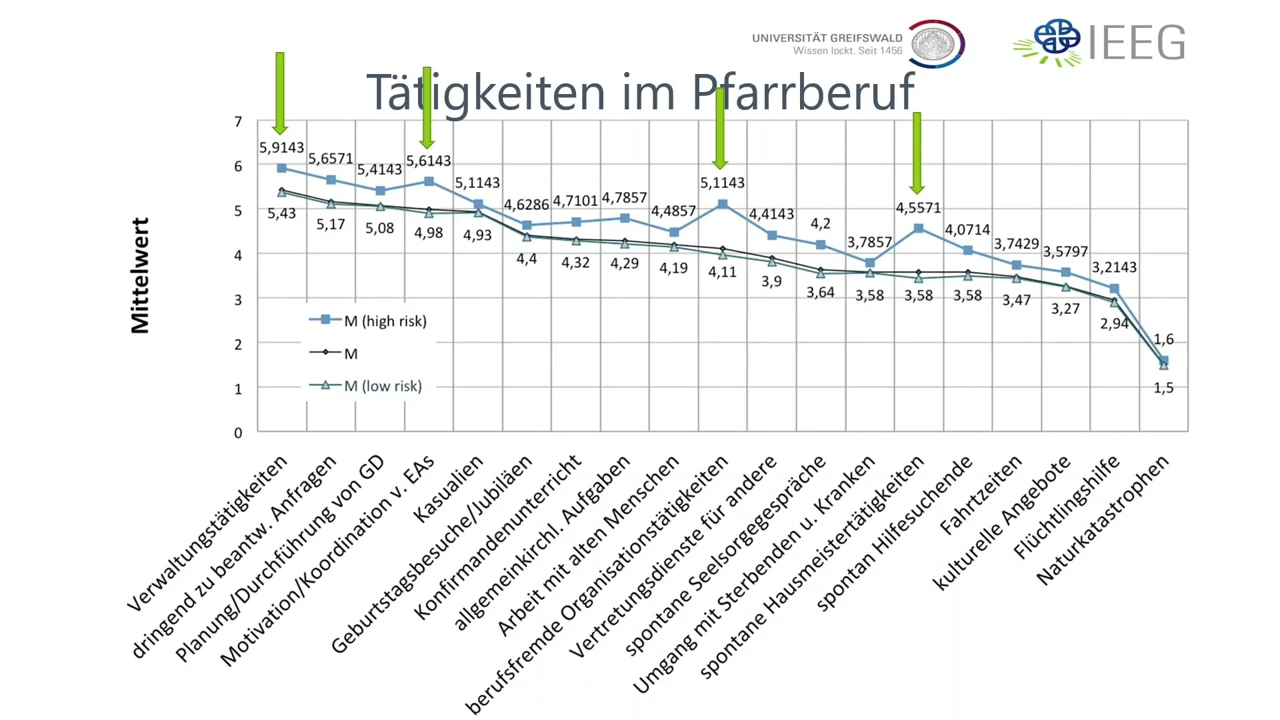 UNIVERSITÄT GREIFSWALD
Wissen lockt. Seit 1456
IEEG
Tätigkeiten im Pfarrberuf
Mittelwert
7
6
5
4
3
2
1
0
5,9143
5,6571
5,4143
5,6143
5,1143
4,6286
4,7101
4,7857
4,4857
5,1143
4,4143
4,2
3,7857
4,5571
4,0714
3,7429
3,5797
3,2143
1,6
5,43
5,17
5,08
4,98
4,93
4,4
4,32
4,29
4,19
4,11
3,9
3,64
3,58
3,58
3,58
3,47
3,27
2,94
1,5
M (high risk)
M
M (low risk)
Verwaltungstätigkeiten
dringend zu beantw. Anfragen
Planung/Durchführung von GD
Motivation/Koordination v. EAs
Kasualien
Geburtstagsbesuche/Jubiläen
Konfirmandenunterricht
allgemeinkirchl. Aufgaben
Arbeit mit alten Menschen
berufsfremde Organisationstätigkeiten
Vertretungsdienste für andere
spontane Seelsorgegespräche
Umgang mit Sterbenden u. Kranken
spontane Hausmeistertätigkeiten
spontan Hilfesuchende
Fahrtzeiten
kulturelle Angebote
Flüchtlingshilfe
Naturkatastrophen